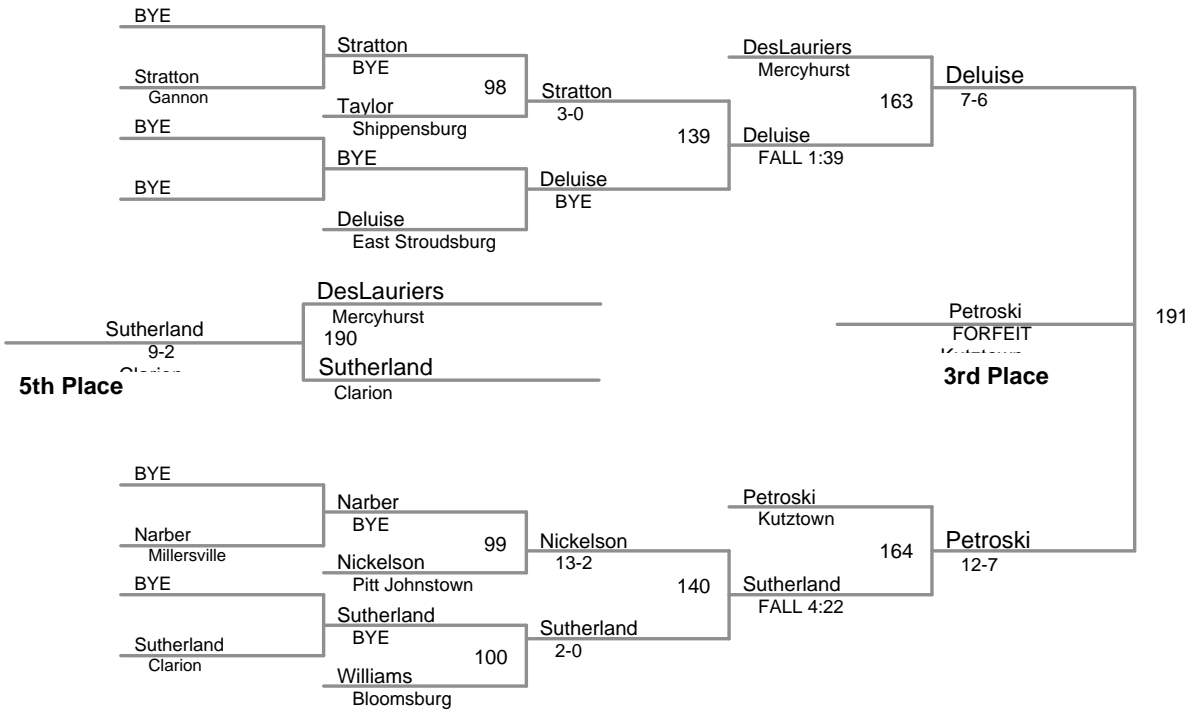 BYE
Stratton
Gannon
BYE
BYE
Stratton
BYE
98
Taylor
Shippensburg
BYE
Deluise
East Stroudsburg
Stratton
3-0
139
Deluise
BYE
DesLauriers
Mercyhurst
163
Deluise
FALL 1:39
Deluise
7-6
DesLauriers
Mercyhurst
190
Sutherland
Clarion
Sutherland
9-2
5th Place
Petroski
FORFEIT
191
3rd Place
BYE
Narber
Millersville
BYE
Sutherland
Clarion
Narber
BYE
99
Nickelson
Pitt Johnstown
Sutherland
BYE
100
Williams
Bloomsburg
Nickelson
13-2
140
Sutherland
2-0
Petroski
Kutztown
164
Sutherland
FALL 4:22
Petroski
12-7